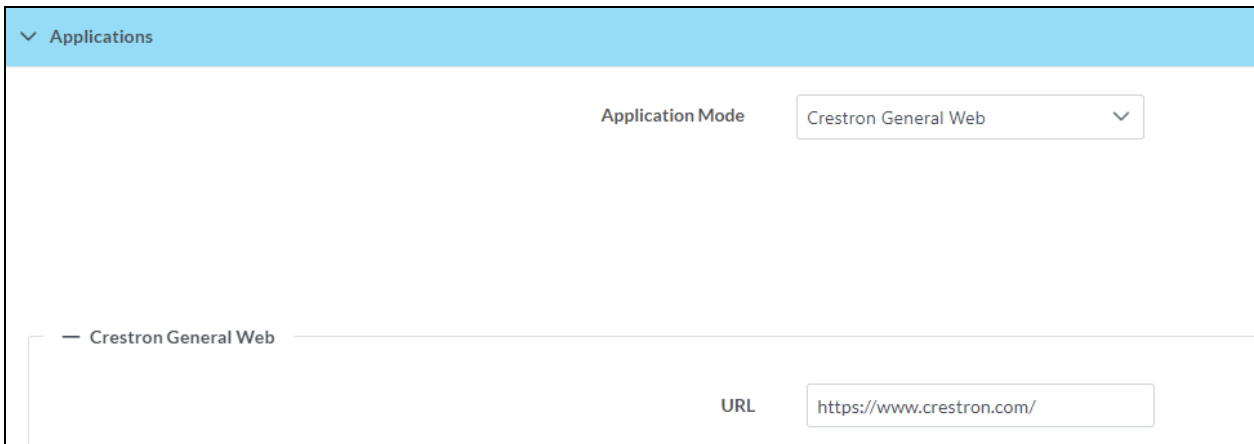 Applications
Application Mode
Crestron General Web
Crestron General Web
URL
https://www.crestron.com/